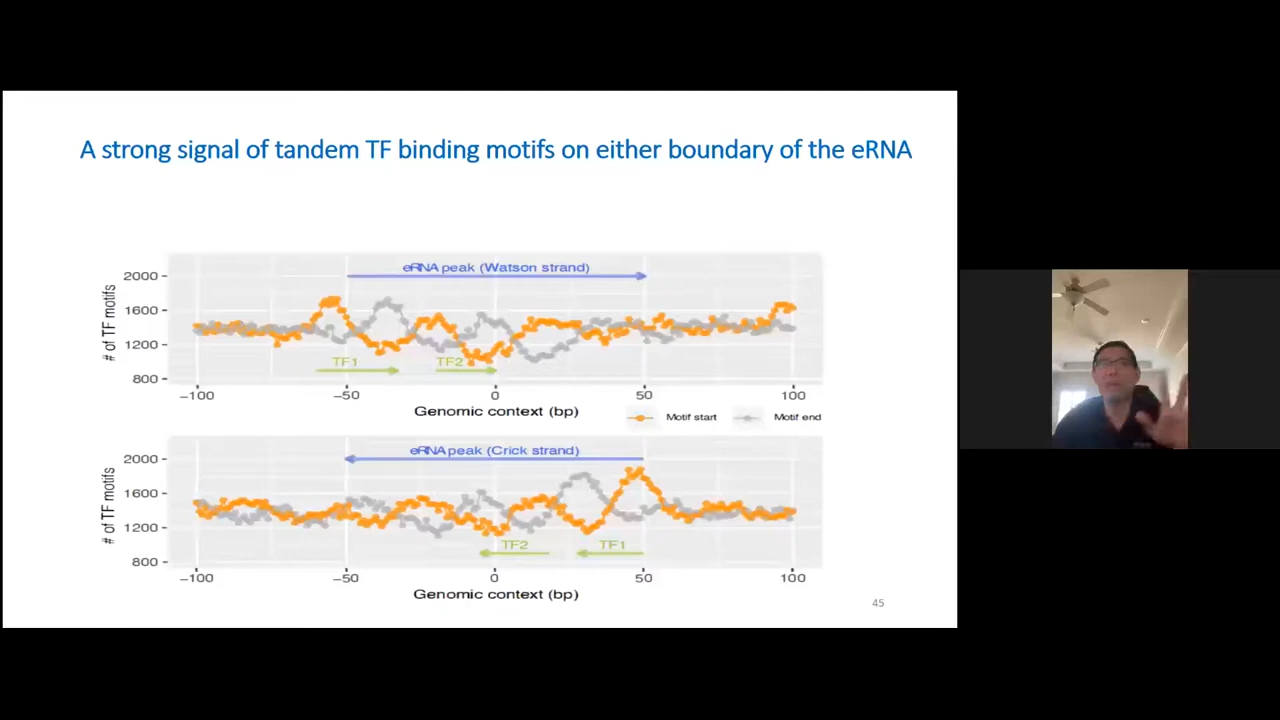 A strong signal of tandem TF binding motifs on either boundary of the eRNA
eRNA peak (Watson strand)
2000
1600
1200
800
# of TF motifs
TF1
TF2
−100
−50
0
50
100
Genomic context (bp)
Motif start
Motif end
eRNA peak (Crick strand)
2000
1600
1200
800
# of TF motifs
TF2
TF1
−100
−50
0
50
100
Genomic context (bp)
45